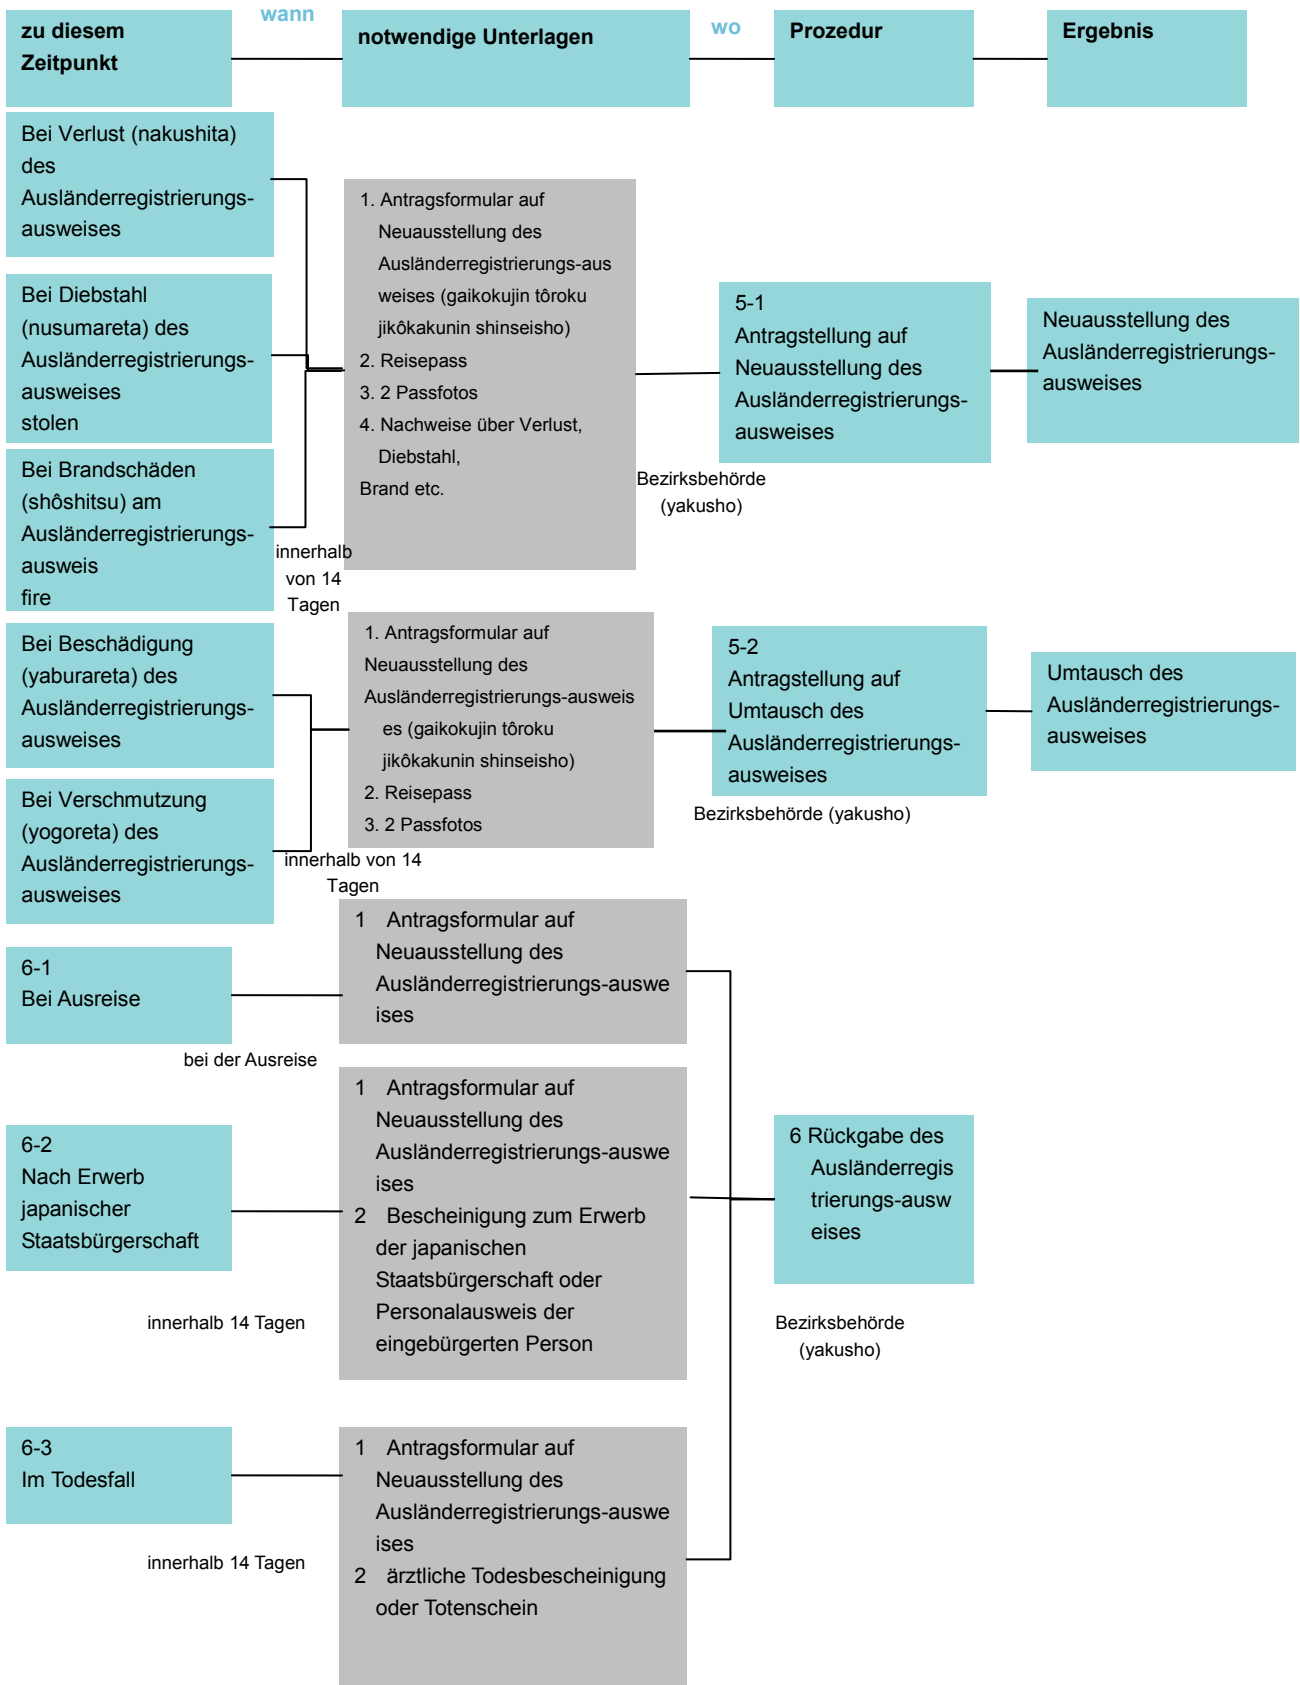 zu diesem
Zeitpunkt
wann
notwendige Unterlagen
wo
Prozedur
Ergebnis
Bei Verlust (nakushita)
des
Ausländerregistrierungs-
ausweises
Bei Diebstahl
(nusumareta) des
Ausländerregistrierungs-
ausweises
stolen
Bei Brandschäden
(shôshitsu) am
Ausländerregistrierungs-
ausweis
fire
innerhalb
von 14
Tagen
1. Antragsformular auf
Neuausstellung des
Ausländerregistrierungs-aus
weises (gaikokujin tôroku
jikôkakunin shinseisho)
2. Reisepass
3. 2 Passfotos
4. Nachweise über Verlust,
Diebstahl,
Brand etc.
Bezirksbehörde
(yakusho)
5-1
Antragstellung auf
Neuausstellung des
Ausländerregistrierungs-
ausweises
Neuausstellung des
Ausländerregistrierungs-
ausweises
Bei Beschädigung
(yaburareta) des
Ausländerregistrierungs-
ausweises
Bei Verschmutzung
(yogoreta) des
Ausländerregistrierungs-
ausweises
innerhalb von 14
Tagen
1. Antragsformular auf
Neuausstellung des
Ausländerregistrierungs-ausweis
es (gaikokujin tôroku
jikôkakunin shinseisho)
2. Reisepass
3. 2 Passfotos
5-2
Antragstellung auf
Umtausch des
Ausländerregistrierungs-
ausweises
Bezirksbehörde (yakusho)
Umtausch des
Ausländerregistrierungs-
ausweises
6-1
Bei Ausreise
bei der Ausreise
1 Antragsformular auf
Neuausstellung des
Ausländerregistrierungs-auswe
ises
6-2
Nach Erwerb
japanischer
Staatsbürgerschaft
innerhalb 14 Tagen
1 Antragsformular auf
Neuausstellung des
Ausländerregistrierungs-auswe
ises
2 Bescheinigung zum Erwerb
der japanischen
Staatsbürgerschaft oder
Personalausweis der
eingebürgerten Person
6 Rückgabe des
Ausländerregis
trierungs-ausw
eises
Bezirksbehörde
(yakusho)
6-3
Im Todesfall
innerhalb 14 Tagen
1 Antragsformular auf
Neuausstellung des
Ausländerregistrierungs-auswe
ises
2 ärztliche Todesbescheinigung
oder Totenschein